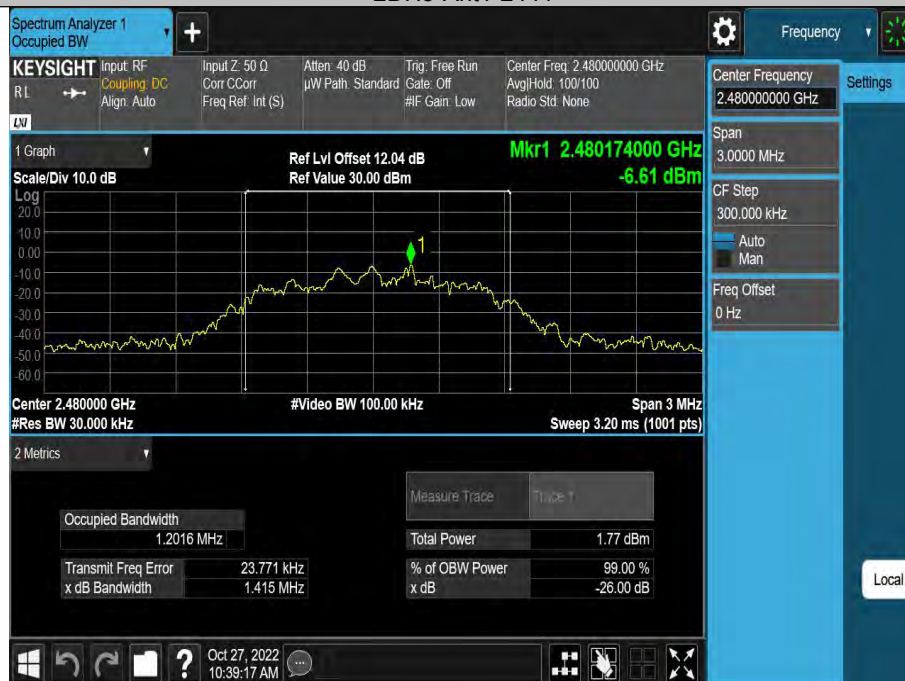 Spectrum Analyzer 1
Occupied BW
+
Frequency
KEYSIGHT
RL
LXI
Input: RF
Coupling: DC
Align: Auto
Input Z: 50 Ω
Corr CCorr
Freq Ref: Int (S)
Atten: 40 dB
µW Path: Standard
Trig: Free Run
Gate: Off
#IF Gain: Low
Center Freq: 2.480000000 GHz
Avg|Hold: 100/100
Radio Std: None
Center Frequency
2.480000000 GHz
Settings
Span
3.0000 MHz
CF Step
300.000 kHz
Auto
Man
Freq Offset
0 Hz
Local
1 Graph
Scale/Div 10.0 dB
Ref Lvl Offset 12.04 dB
Ref Value 30.00 dBm
Mkr1 2.480174000 GHz
-6.61 dBm
Log
20.0
10.0
0.00
-10.0
-20.0
-30.0
-40.0
-50.0
-60.0
1
Center 2.480000 GHz
#Res BW 30.000 kHz
#Video BW 100.00 kHz
Span 3 MHz
Sweep 3.20 ms (1001 pts)
2 Metrics
Measure Trace
Trace 1
Occupied Bandwidth
1.2016 MHz
Total Power
1.77 dBm
Transmit Freq Error
23.771 kHz
% of OBW Power
99.00 %
x dB Bandwidth
1.415 MHz
x dB
-26.00 dB
?
Oct 27, 2022
10:39:17 AM